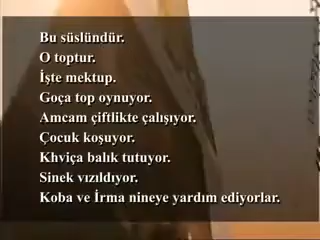 Bu süslündür.
O toptur.
İşte mektup.
Goça top oynuyor.
Amcam çiftlikte çalışıyor.
Çocuk koşuyor.
Khviça balık tutuyor.
Sinek vızıldıyor.
Koba ve İrma nineye yardım ediyorlar.